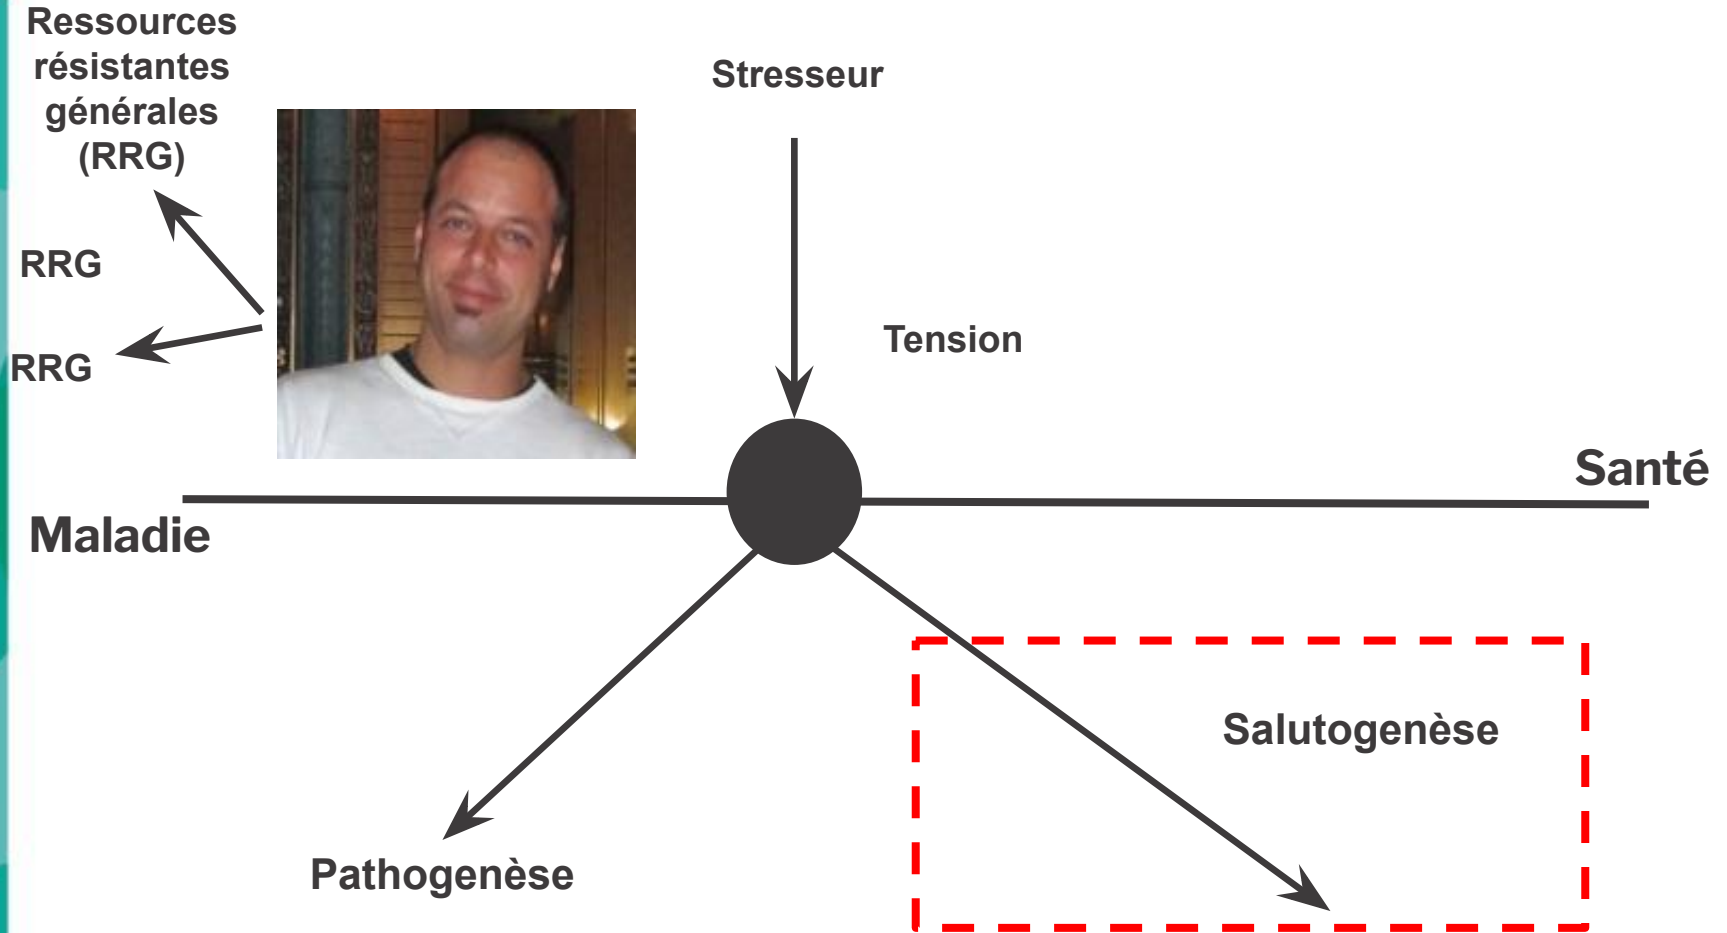 Ressources
résistantes
générales
(RRG)
Stresseur
RRG
Tension
RRG
Santé
Maladie
Salutogenèse
Pathogenèse